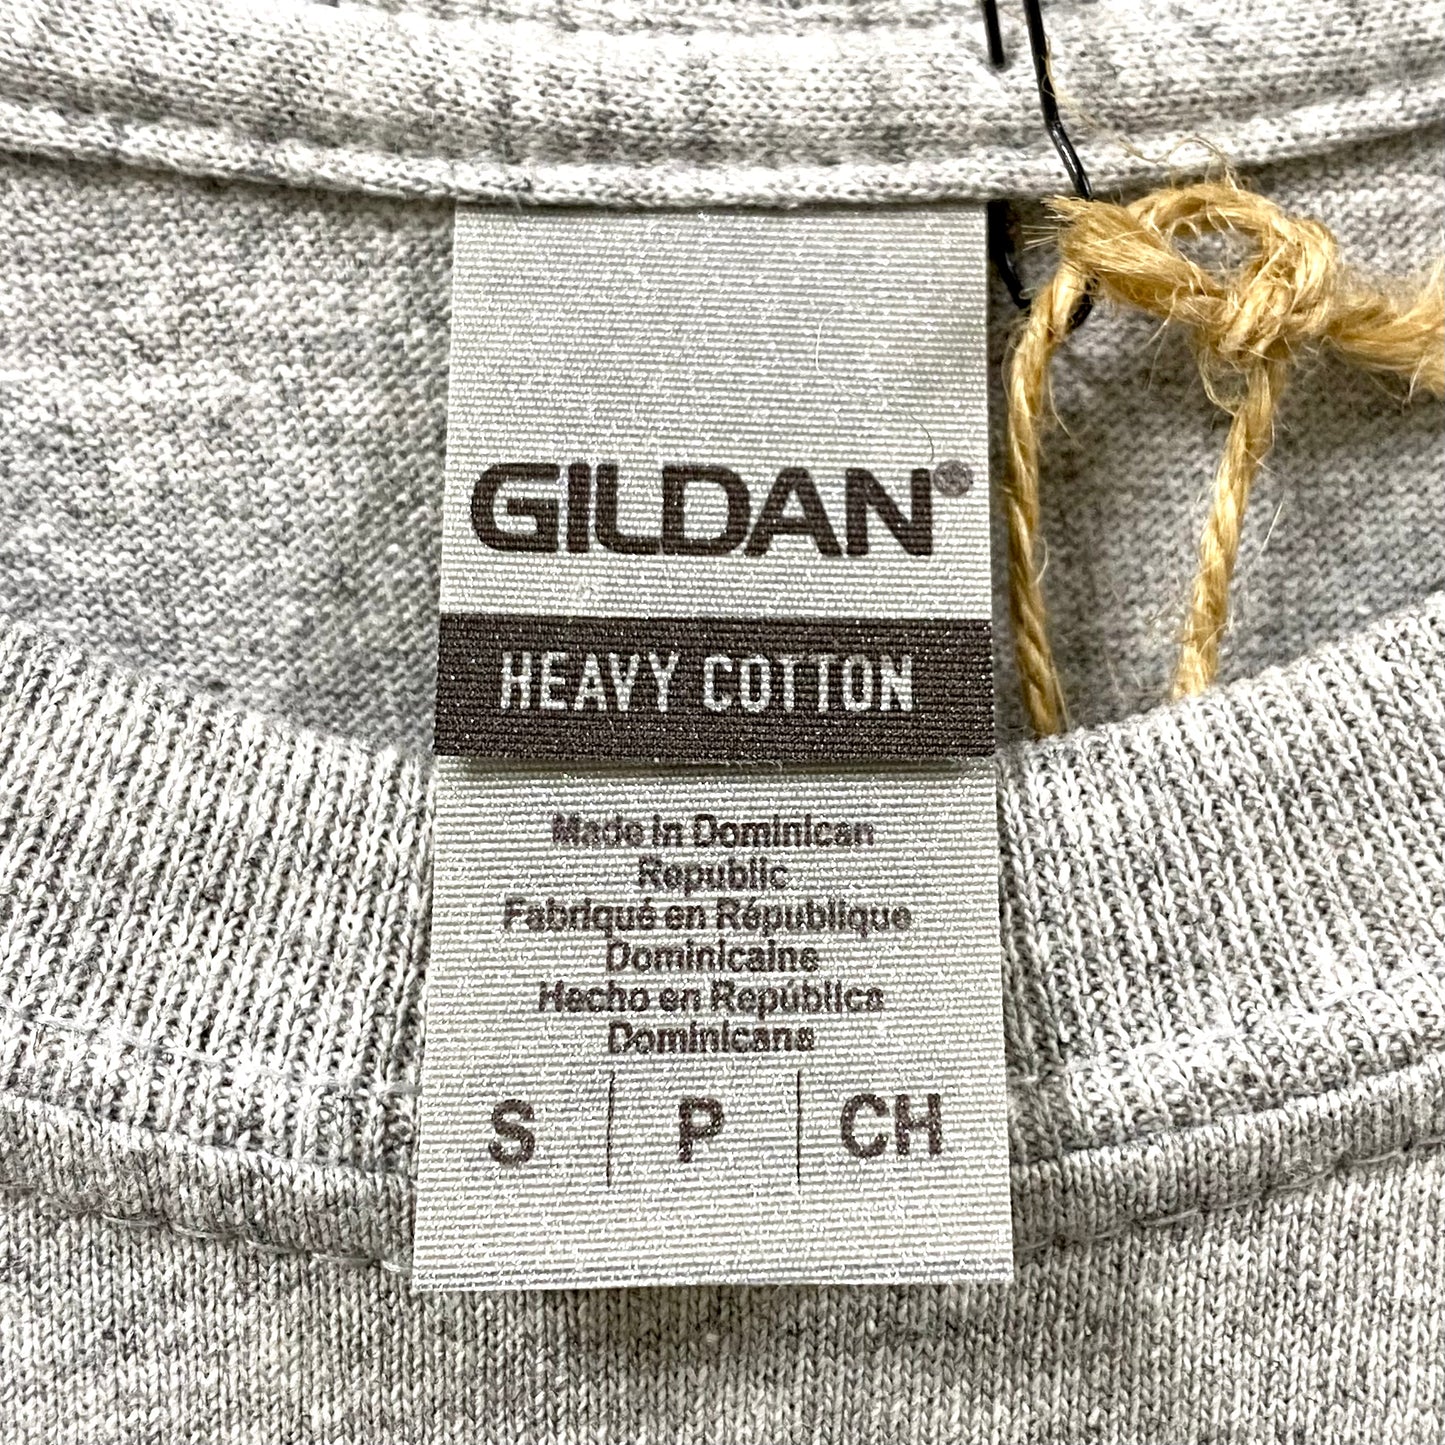 GILDAN®
HEAVY COTTON
Made in Dominican
Republic
Fabriqué en République
Dominicaine
Hecho en República
Dominicana
S | P | CH